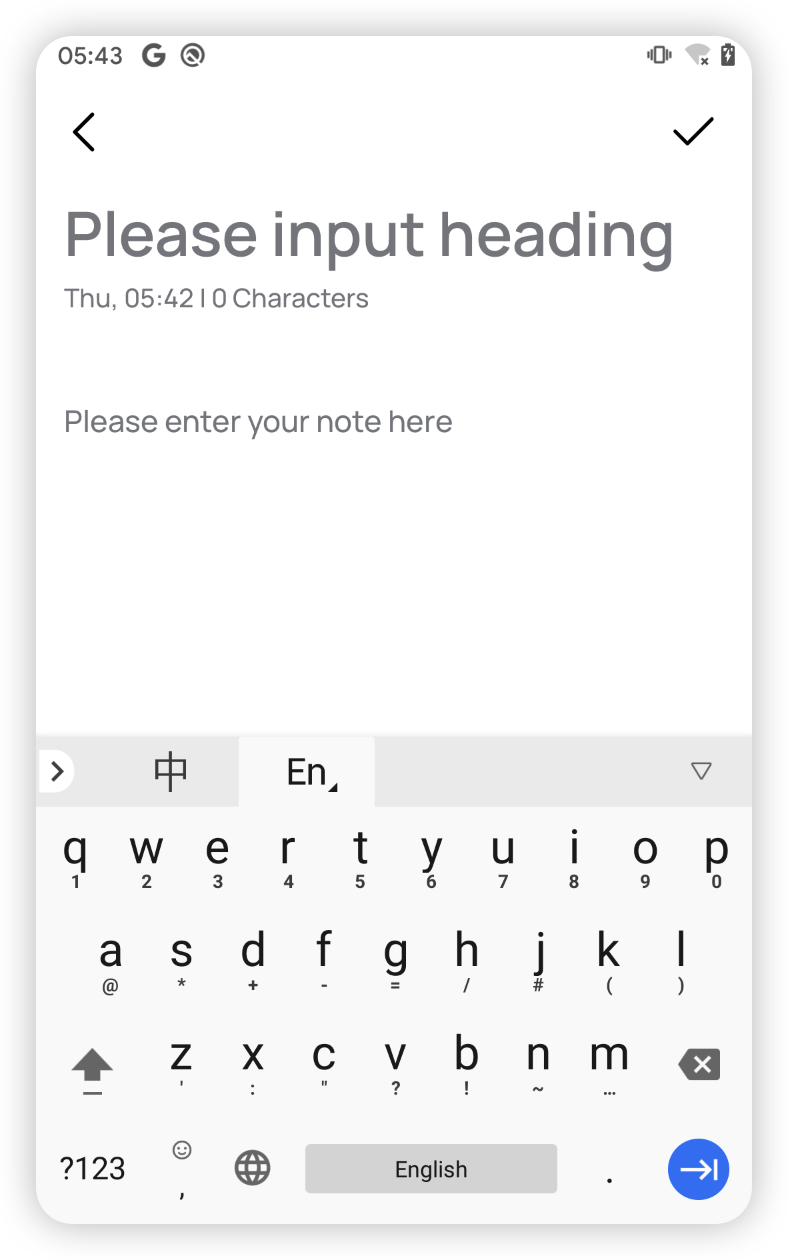 05:43
Please input heading
Thu, 05:42 | 0 Characters
Please enter your note here
中 En
q w e r t y u i o p
1 2 3 4 5 6 7 8 9 0
a s d f g h j k l
@ * + - = / # ( )
z x c v b n m
' : " ? ! ~ …
?123 , English .